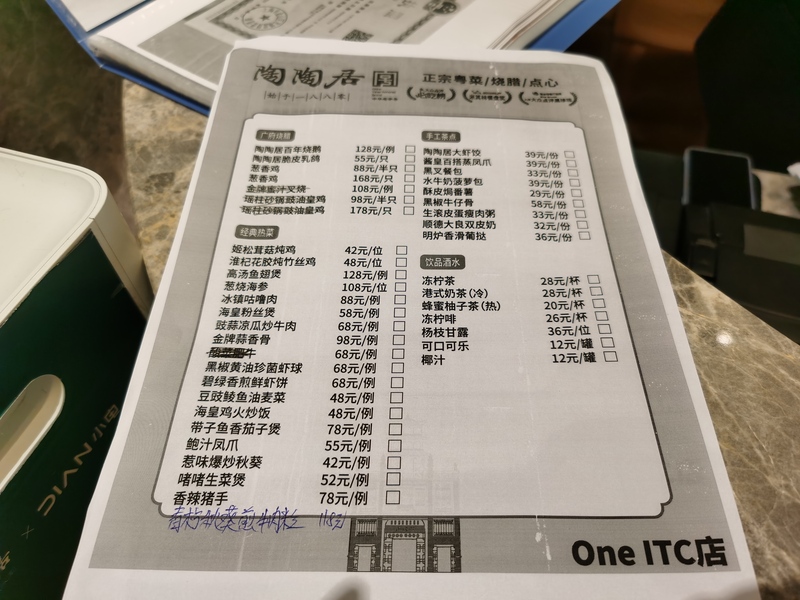 陶陶居
正宗粤菜/烧腊/点心
|始|于|一|八|八|零|
广府烧腊
陶陶居百年烧鹅 128元/例
陶陶居脆皮乳鸽 55元/只
葱香鸡 88元/半只
葱香鸡 168元/只
金牌蜜汁叉烧 108元/例
瑶柱砂锅豉油皇鸡 98元/半只
瑶柱砂锅豉油皇鸡 178元/只
经典热菜
姬松茸菇炖鸡 42元/位
淮杞花胶炖竹丝鸡 48元/位
高汤鱼翅煲 128元/例
葱烧海参 108元/位
冰镇咕噜肉 88元/例
海皇粉丝煲 58元/例
豉蒜凉瓜炒牛肉 68元/例
金牌蒜香骨 98元/例
牛 68元/例
黑椒黄油珍菌虾球 68元/例
碧绿香煎鲜虾饼 68元/例
豆豉鲮鱼油麦菜 48元/例
海皇鸡火炒饭 48元/例
带子鱼香茄子煲 78元/例
鲍汁凤爪 55元/例
惹味爆炒秋葵 42元/例
啫啫生菜煲 52元/例
香辣猪手 78元/例
手工茶点
陶陶居大虾饺 39元/份
酱皇百搭蒸凤爪 39元/份
黑叉餐包 33元/份
水牛奶菠萝包 39元/份
酥皮焗番薯 29元/份
黑椒牛仔骨 58元/份
生滚皮蛋瘦肉粥 33元/份
顺德大良双皮奶 32元/份
明炉香滑葡挞 36元/份
饮品酒水
冻柠茶 28元/杯
港式奶茶(冷) 28元/杯
蜂蜜柚子茶(热) 20元/杯
冻柠啡 26元/杯
杨枝甘露 36元/位
可口可乐 12元/罐
椰汁 12元/罐
One ITC店
JIAN 小电